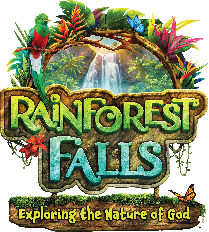 RAINFOREST
FALLS
Exploring the Nature of God